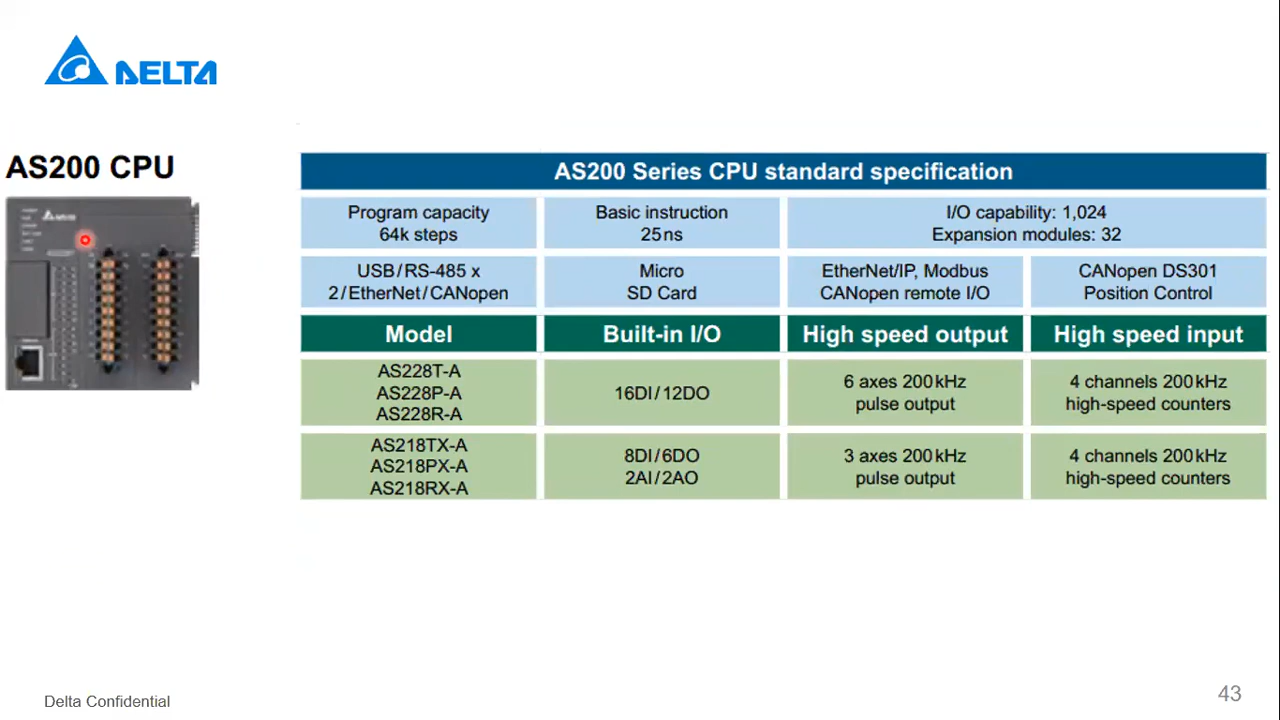 DELTA
AS200 CPU
AS200 Series CPU standard specification
Program capacity
64k steps
Basic instruction
25ns
I/O capability: 1,024
Expansion modules: 32
USB/RS-485 x
2/EtherNet/CANopen
Micro
SD Card
EtherNet/IP, Modbus
CANopen remote I/O
CANopen DS301
Position Control
Model
Built-in I/O
High speed output
High speed input
AS228T-A
AS228P-A
AS228R-A
16DI/12DO
6 axes 200kHz
pulse output
4 channels 200kHz
high-speed counters
AS218TX-A
AS218PX-A
AS218RX-A
8DI/6DO
2AI/2AO
3 axes 200kHz
pulse output
4 channels 200kHz
high-speed counters
Delta Confidential
43